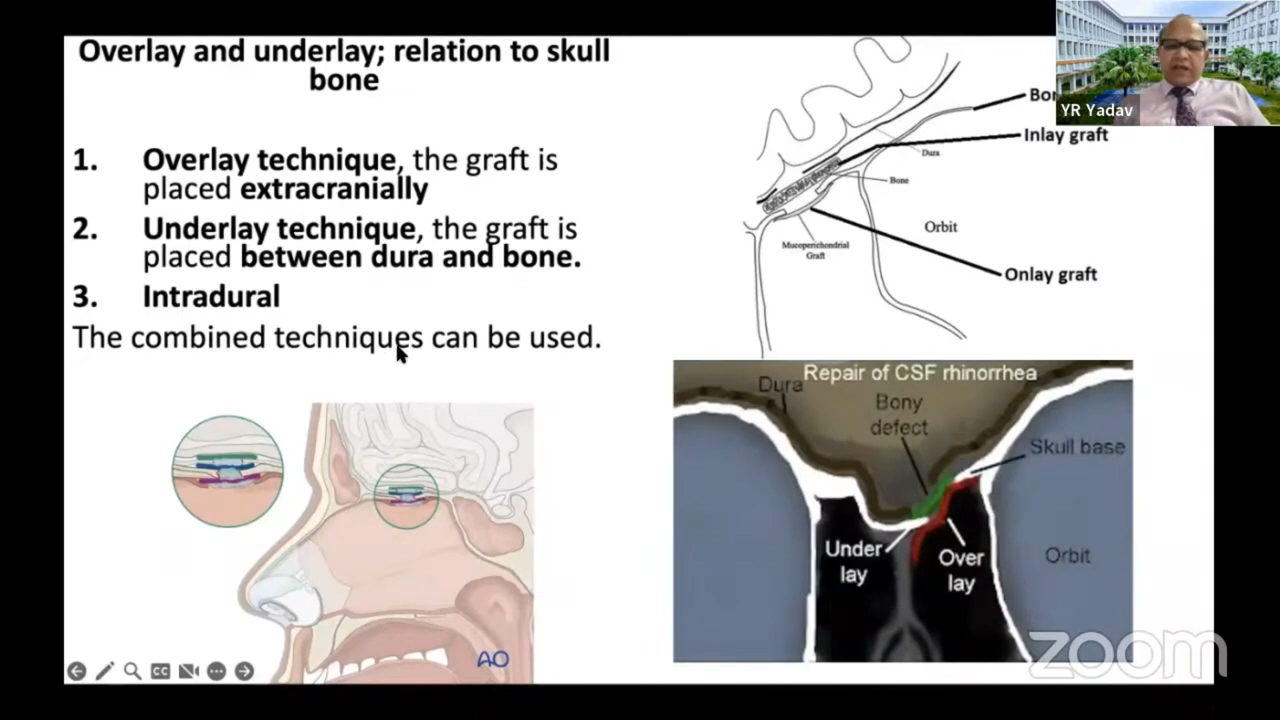 Overlay and underlay; relation to skull
bone
1. Overlay technique, the graft is
placed extracranially
2. Underlay technique, the graft is
placed between dura and bone.
3. Intradural
The combined techniques can be used.
YR Yadav
Inlay graft
Dura
Bone
Orbit
Mucoperichondrial
Graft
Onlay graft
Repair of CSF rhinorrhea
Dura
Bony
defect
Skull base
Under
lay
Over
lay
Orbit
AO
CC
zoom